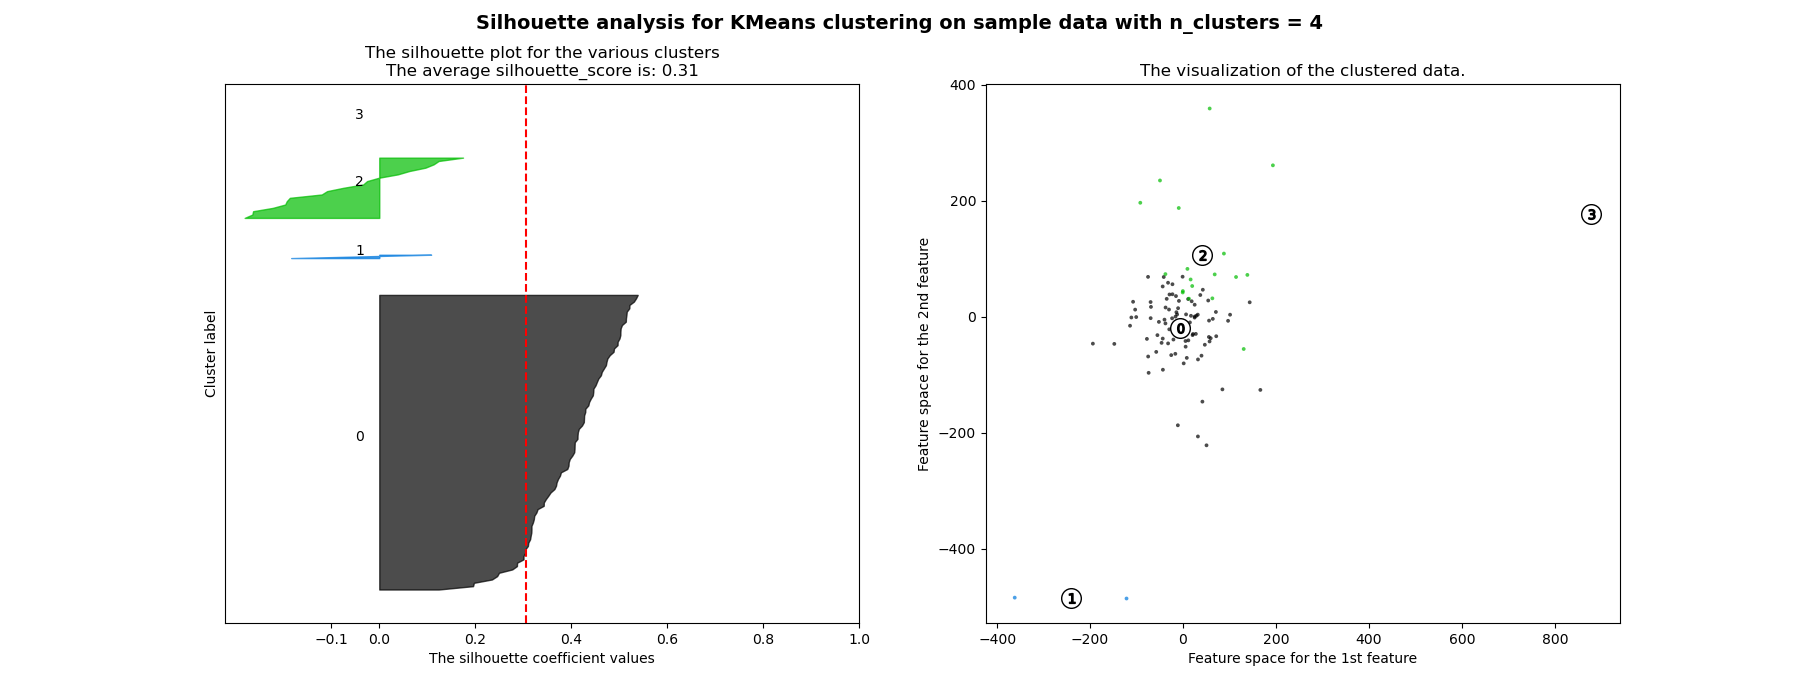 Silhouette analysis for KMeans clustering on sample data with n_clusters = 4
The silhouette plot for the various clusters
The average silhouette_score is: 0.31
3
2
1
0
Cluster label
−0.1 0.0 0.2 0.4 0.6 0.8 1.0
The silhouette coefficient values
The visualization of the clustered data.
400
200
0
−200
−400
Feature space for the 2nd feature
3
2
0
1
−400 −200 0 200 400 600 800
Feature space for the 1st feature